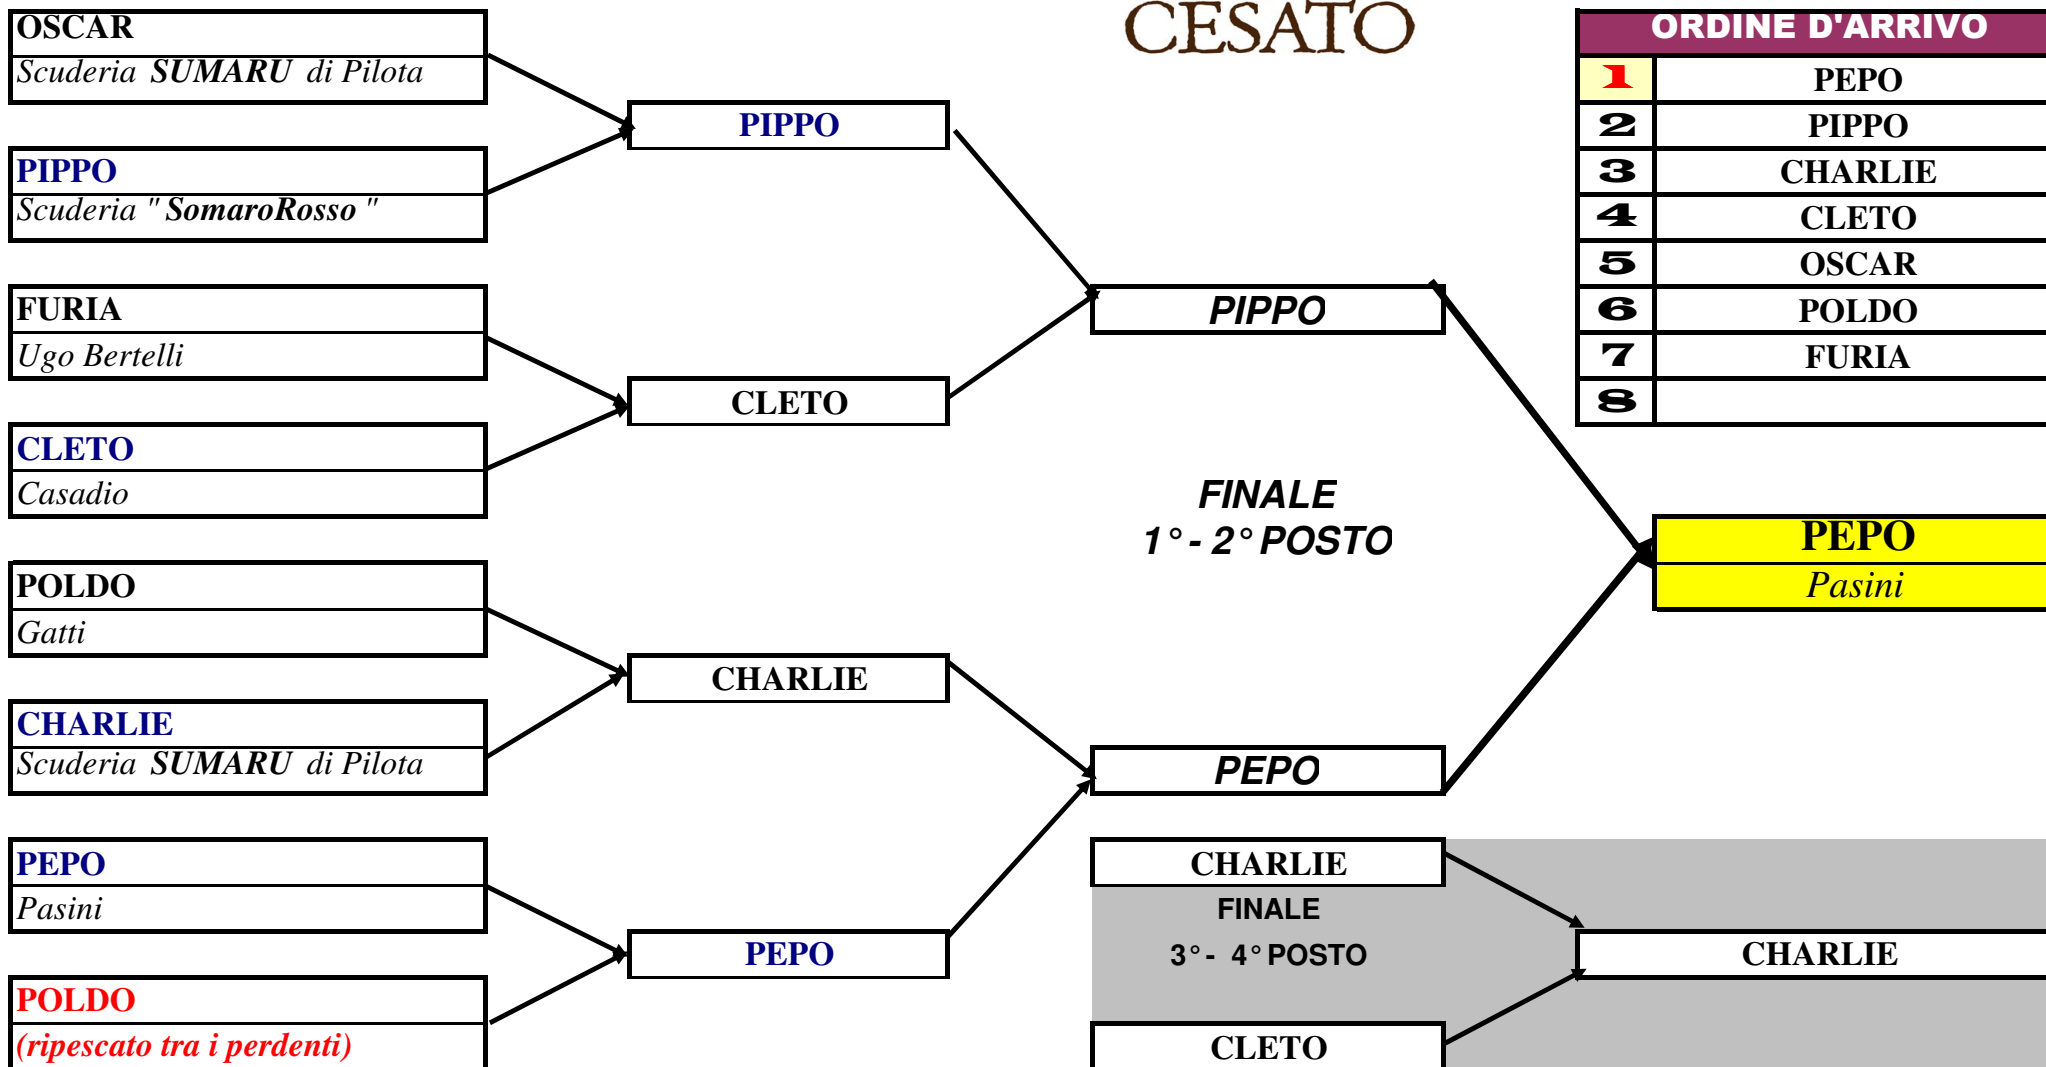 CESATO
OSCAR
Scuderia SUMARU di Pilota
PIPPO
Scuderia "SomaroRosso "
FURIA
Ugo Bertelli
CLETO
Casadio
POLDO
Gatti
CHARLIE
Scuderia SUMARU di Pilota
PEPO
Pasini
POLDO
(ripescato tra i perdenti)
PIPPO
CLETO
CHARLIE
PEPO
PIPPO
FINALE
1° - 2° POSTO
PEPO
CHARLIE
FINALE
3° - 4° POSTO
CLETO
ORDINE D'ARRIVO
1 PEPO
2 PIPPO
3 CHARLIE
4 CLETO
5 OSCAR
6 POLDO
7 FURIA
8
PEPO
Pasini
CHARLIE